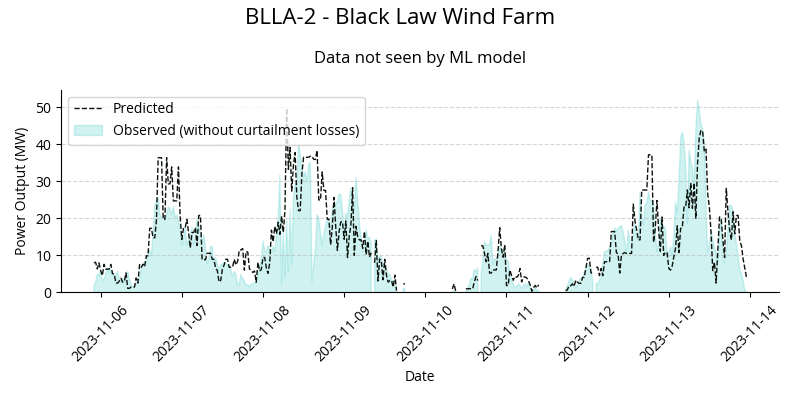 BLLA-2 - Black Law Wind Farm
Data not seen by ML model
Predicted
Observed (without curtailment losses)
Power Output (MW)
50
40
30
20
10
0
2023-11-06
2023-11-07
2023-11-08
2023-11-09
2023-11-10
2023-11-11
2023-11-12
2023-11-13
2023-11-14
Date